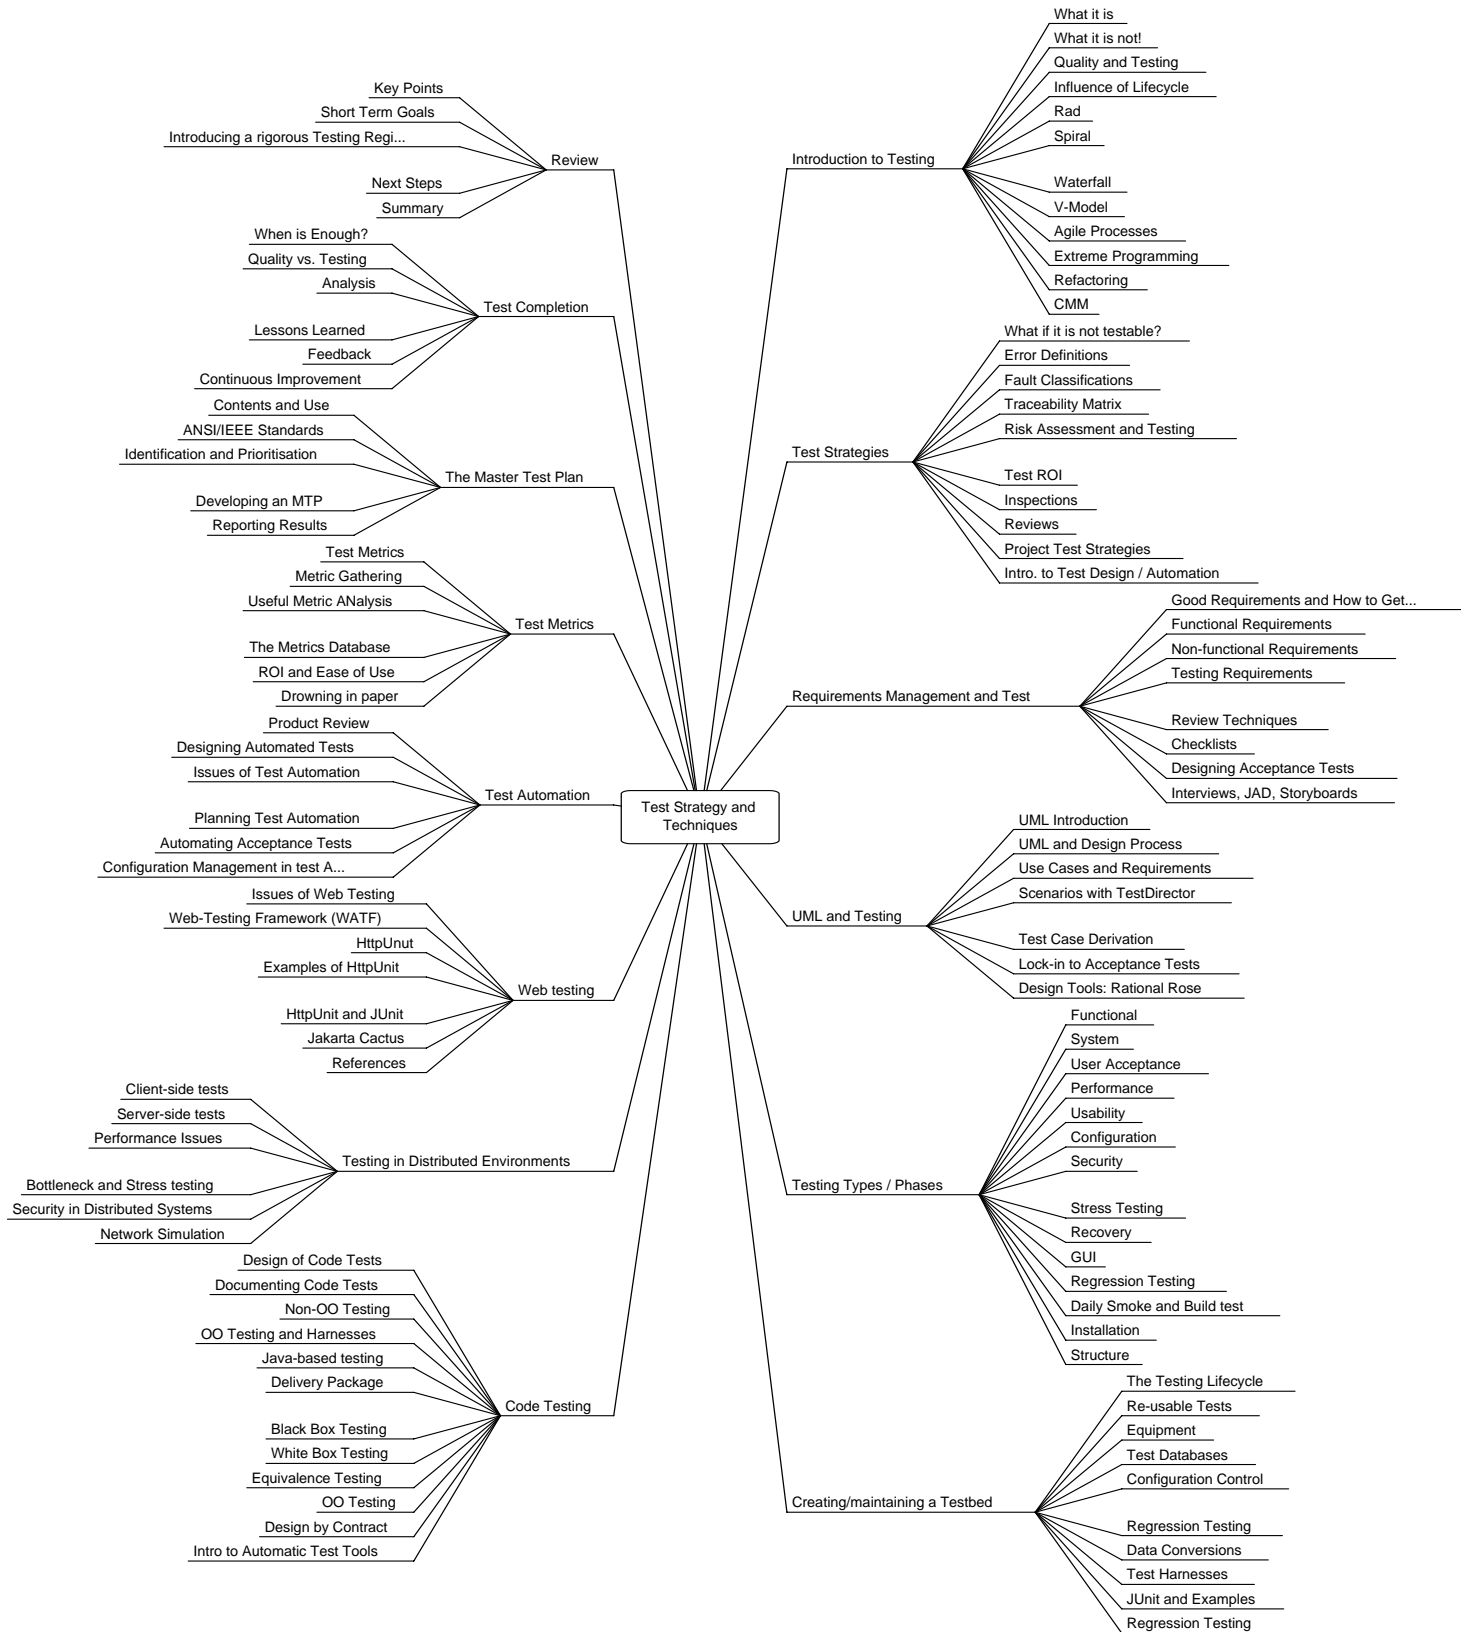 Test Strategy and
Techniques
Introduction to Testing
What it is
What it is not!
Quality and Testing
Influence of Lifecycle
Rad
Spiral
Waterfall
V-Model
Agile Processes
Extreme Programming
Refactoring
CMM
Test Strategies
What if it is not testable?
Error Definitions
Fault Classifications
Traceability Matrix
Risk Assessment and Testing
Test ROI
Inspections
Reviews
Project Test Strategies
Intro. to Test Design / Automation
Requirements Management and Test
Good Requirements and How to Get...
Functional Requirements
Non-functional Requirements
Testing Requirements
Review Techniques
Checklists
Designing Acceptance Tests
Interviews, JAD, Storyboards
UML and Testing
UML Introduction
UML and Design Process
Use Cases and Requirements
Scenarios with TestDirector
Test Case Derivation
Lock-in to Acceptance Tests
Design Tools: Rational Rose
Testing Types / Phases
Functional
System
User Acceptance
Performance
Usability
Configuration
Security
Stress Testing
Recovery
GUI
Regression Testing
Daily Smoke and Build test
Installation
Structure
Creating/maintaining a Testbed
The Testing Lifecycle
Re-usable Tests
Equipment
Test Databases
Configuration Control
Regression Testing
Data Conversions
Test Harnesses
JUnit and Examples
Regression Testing
Review
Key Points
Short Term Goals
Introducing a rigorous Testing Regi...
Next Steps
Summary
Test Completion
When is Enough?
Quality vs. Testing
Analysis
Lessons Learned
Feedback
Continuous Improvement
The Master Test Plan
Contents and Use
ANSI/IEEE Standards
Identification and Prioritisation
Developing an MTP
Reporting Results
Test Metrics
Test Metrics
Metric Gathering
Useful Metric ANalysis
The Metrics Database
ROI and Ease of Use
Drowning in paper
Test Automation
Product Review
Designing Automated Tests
Issues of Test Automation
Planning Test Automation
Automating Acceptance Tests
Configuration Management in test A...
Web testing
Issues of Web Testing
Web-Testing Framework (WATF)
HttpUnut
Examples of HttpUnit
HttpUnit and JUnit
Jakarta Cactus
References
Testing in Distributed Environments
Client-side tests
Server-side tests
Performance Issues
Bottleneck and Stress testing
Security in Distributed Systems
Network Simulation
Code Testing
Design of Code Tests
Documenting Code Tests
Non-OO Testing
OO Testing and Harnesses
Java-based testing
Delivery Package
Black Box Testing
White Box Testing
Equivalence Testing
OO Testing
Design by Contract
Intro to Automatic Test Tools